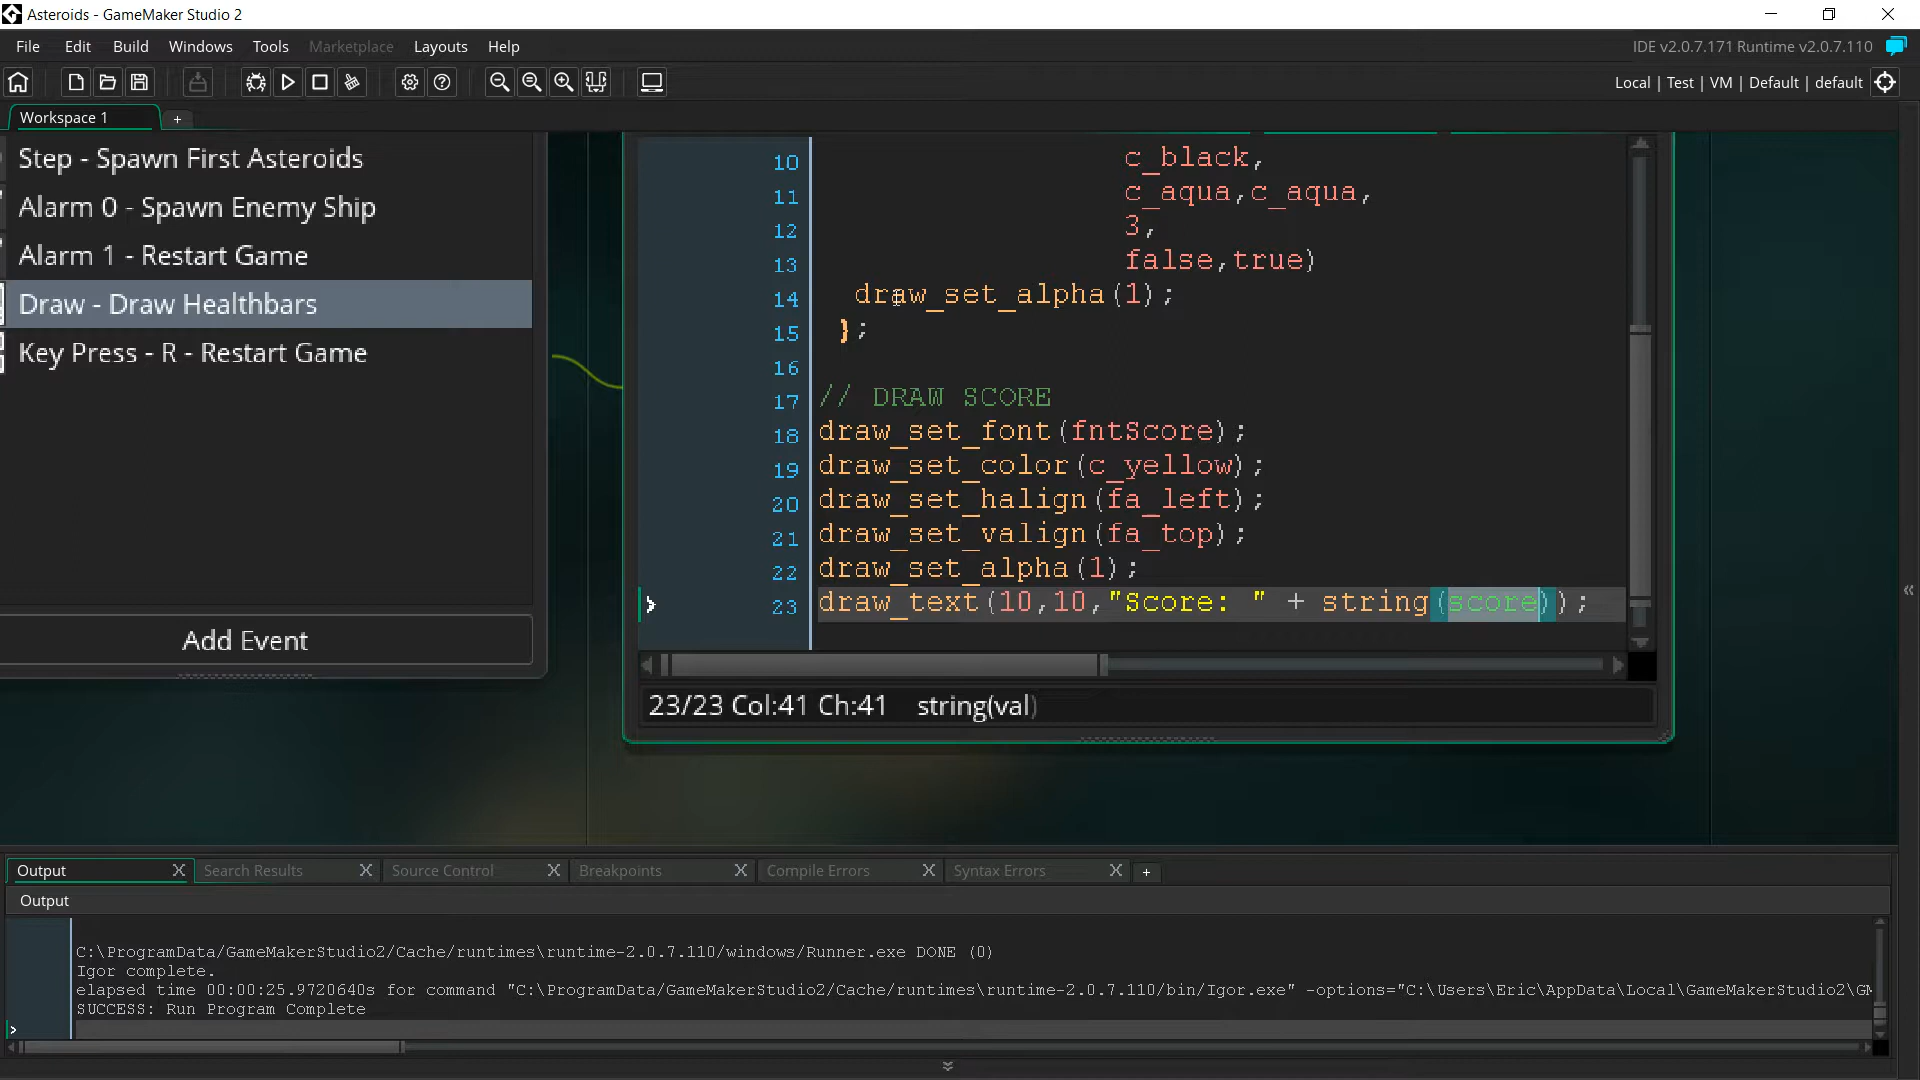 Asteroids - GameMaker Studio 2
File Edit Build Windows Tools Marketplace Layouts Help
IDE v2.0.7.171 Runtime v2.0.7.110
Local | Test | VM | Default | default
Workspace 1 +
Step - Spawn First Asteroids
Alarm 0 - Spawn Enemy Ship
Alarm 1 - Restart Game
Draw - Draw Healthbars
Key Press - R - Restart Game
Add Event
10 c_black,
11 c_aqua,c_aqua,
12 3,
13 false,true)
14 draw_set_alpha(1);
15 };
16
17 // DRAW SCORE
18 draw_set_font(fntScore);
19 draw_set_color(c_yellow);
20 draw_set_halign(fa_left);
21 draw_set_valign(fa_top);
22 draw_set_alpha(1);
23 draw_text(10,10,"Score: " + string(score));
23/23 Col:41 Ch:41 string(val)
Output X Search Results X Source Control X Breakpoints X Compile Errors X Syntax Errors X +
Output
C:\ProgramData/GameMakerStudio2/Cache/runtimes\runtime-2.0.7.110/windows/Runner.exe DONE (0)
Igor complete.
elapsed time 00:00:25.9720640s for command "C:\ProgramData/GameMakerStudio2/Cache/runtimes\runtime-2.0.7.110/bin/Igor.exe" -options="C:\Users\Eric\AppData\Local\GameMakerStudio2\GM
SUCCESS: Run Program Complete